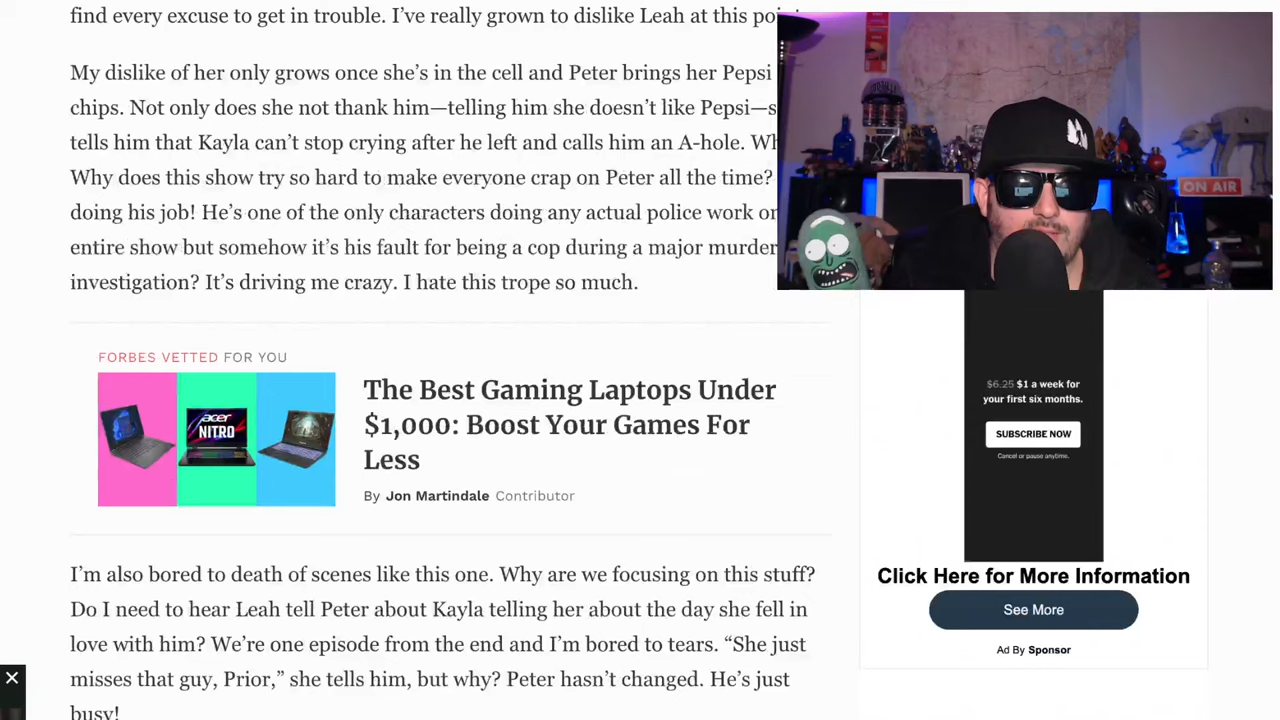 find every excuse to get in trouble. I’ve really grown to dislike Leah at this
My dislike of her only grows once she’s in the cell and Peter brings her Pepsi
chips. Not only does she not thank him—telling him she doesn’t like Pepsi—
tells him that Kayla can’t stop crying after he left and calls him an A-hole.
Why does this show try so hard to make everyone crap on Peter all the time?
doing his job! He’s one of the only characters doing any actual police work
entire show but somehow it’s his fault for being a cop during a major murder
investigation? It’s driving me crazy. I hate this trope so much.
ON AIR
FORBES VETTED FOR YOU
The Best Gaming Laptops Under
$1,000: Boost Your Games For
Less
By Jon Martindale Contributor
acer
NITRO
$6.25 $1 a week for
your first six months.
SUBSCRIBE NOW
Cancel or pause anytime.
Click Here for More Information
See More
Ad By Sponsor
I’m also bored to death of scenes like this one. Why are we focusing on this stuff?
Do I need to hear Leah tell Peter about Kayla telling her about the day she fell in
love with him? We’re one episode from the end and I’m bored to tears. “She just
misses that guy, Prior,” she tells him, but why? Peter hasn’t changed. He’s just
busy!